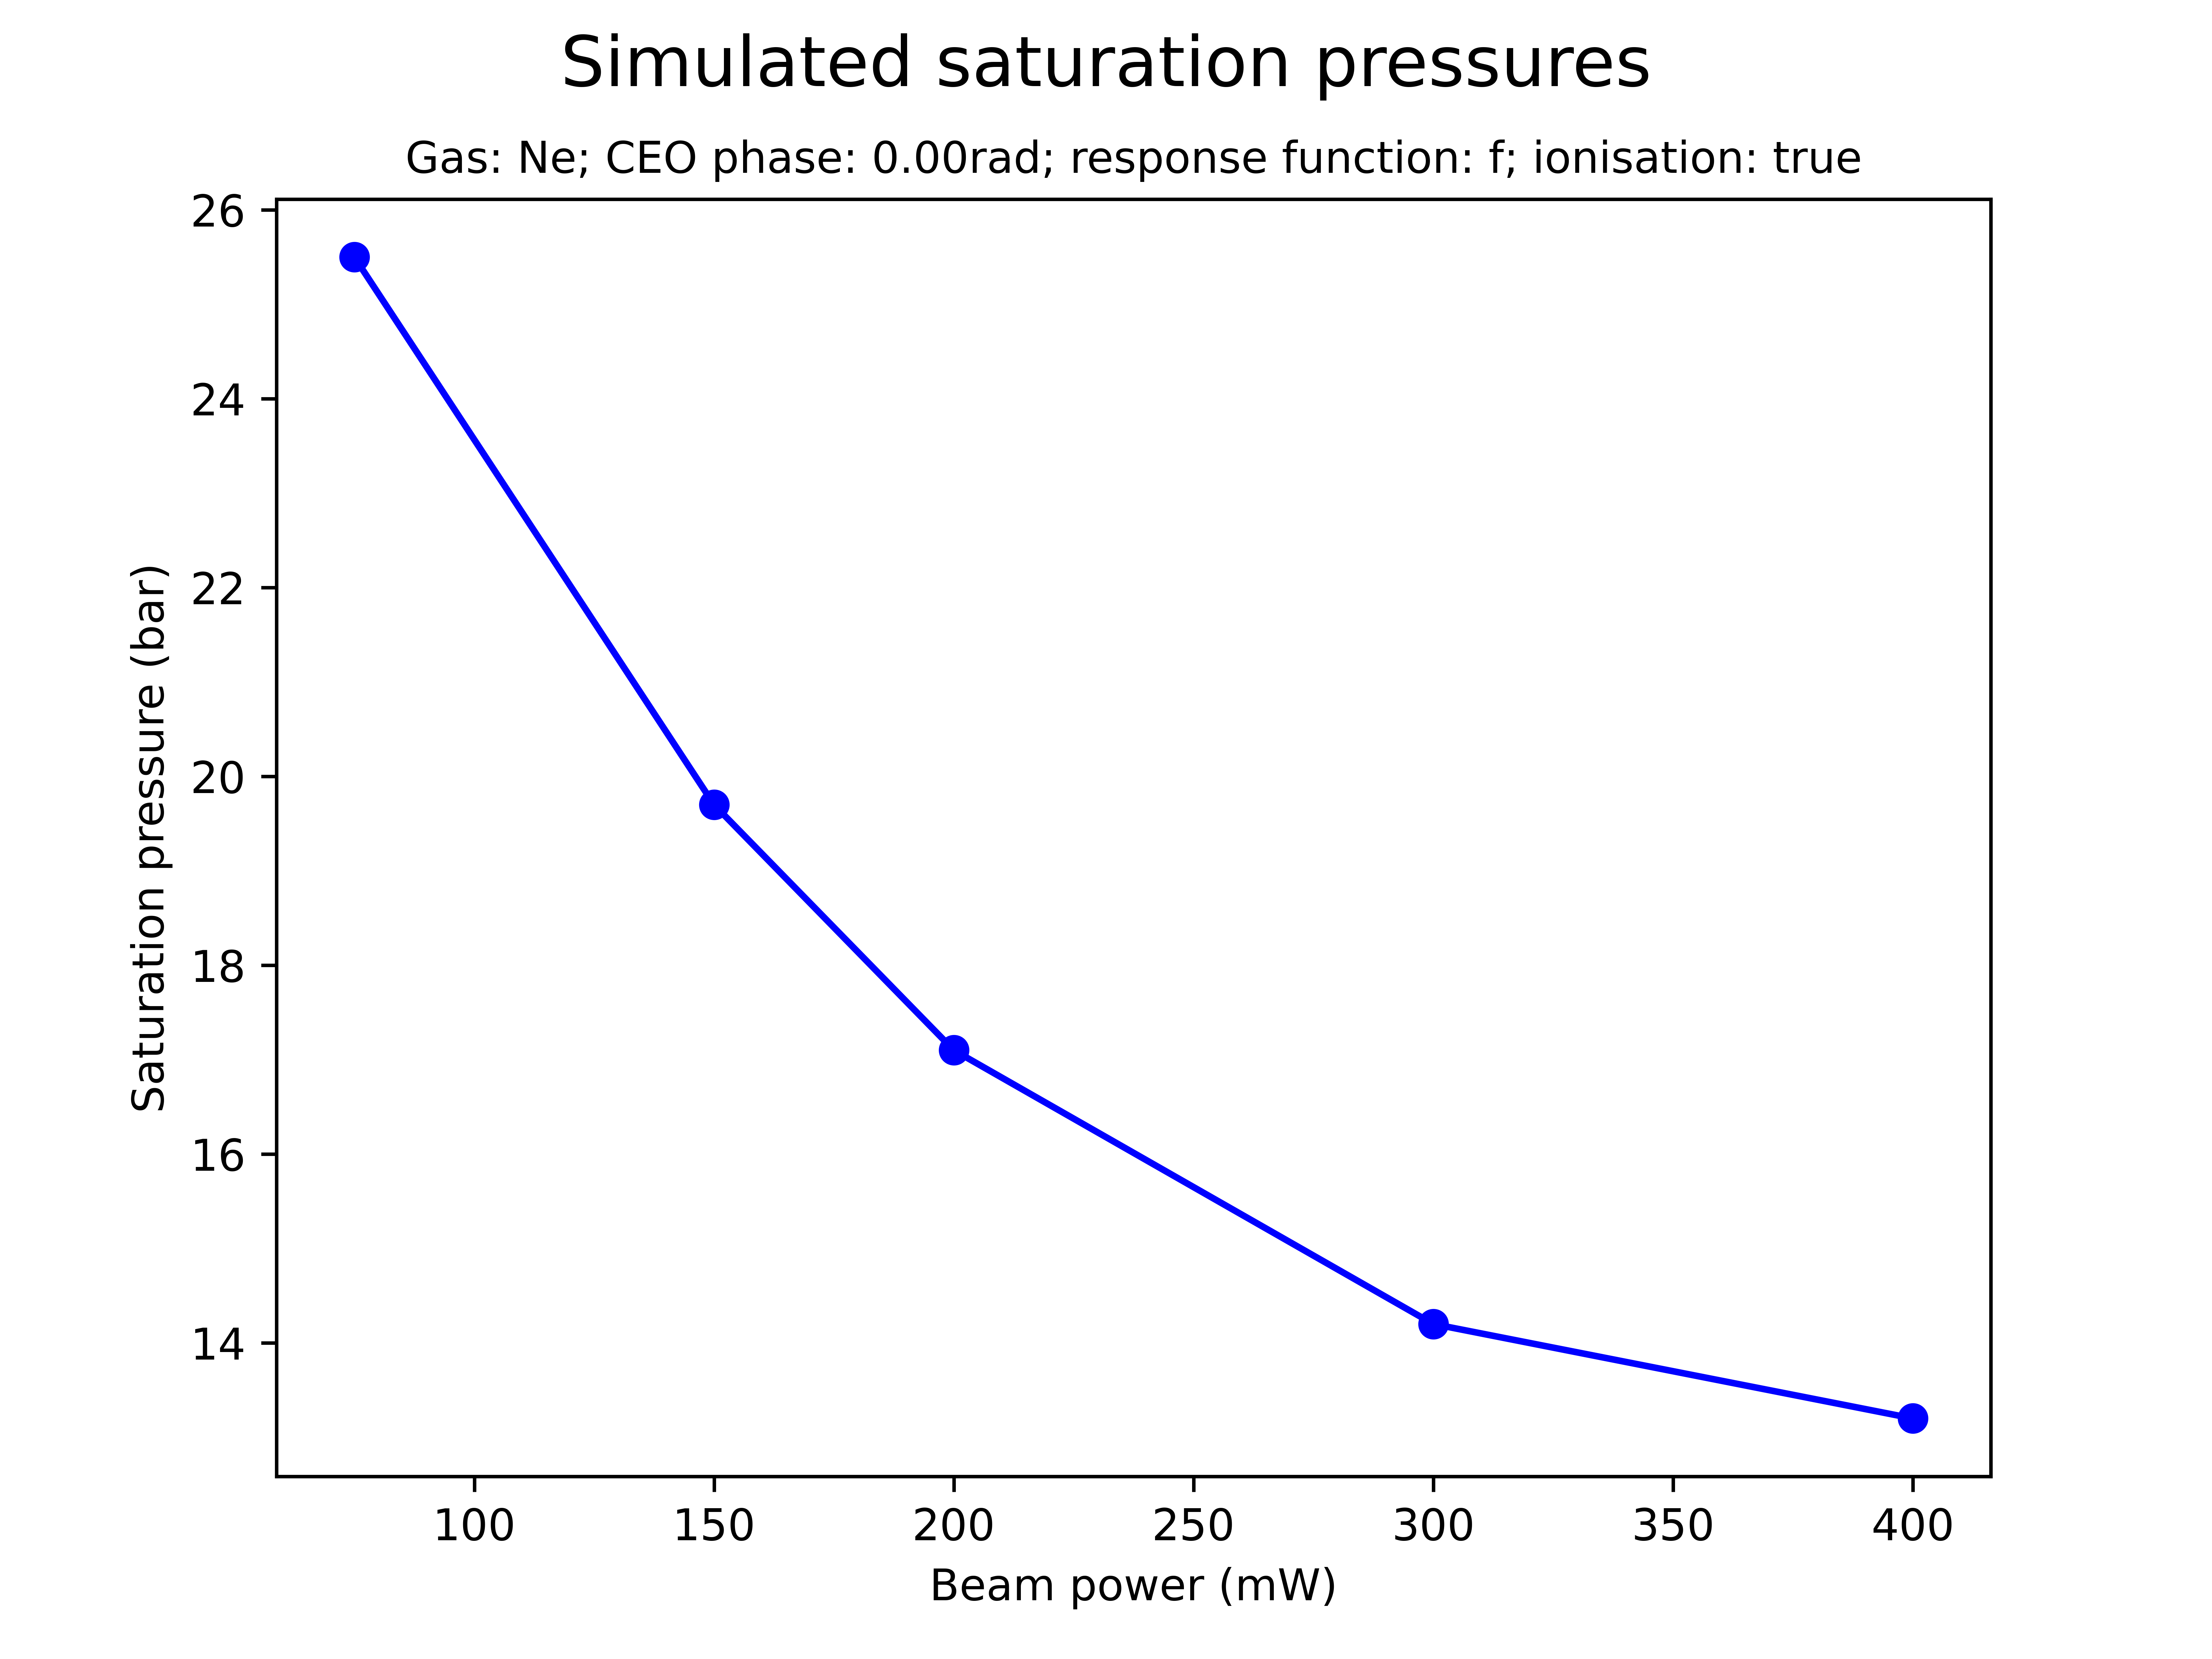 Simulated saturation pressures
Gas: Ne; CEO phase: 0.00rad; response function: f; ionisation: true
26
24
22
20
18
16
14
Saturation pressure (bar)
100 150 200 250 300 350 400
Beam power (mW)